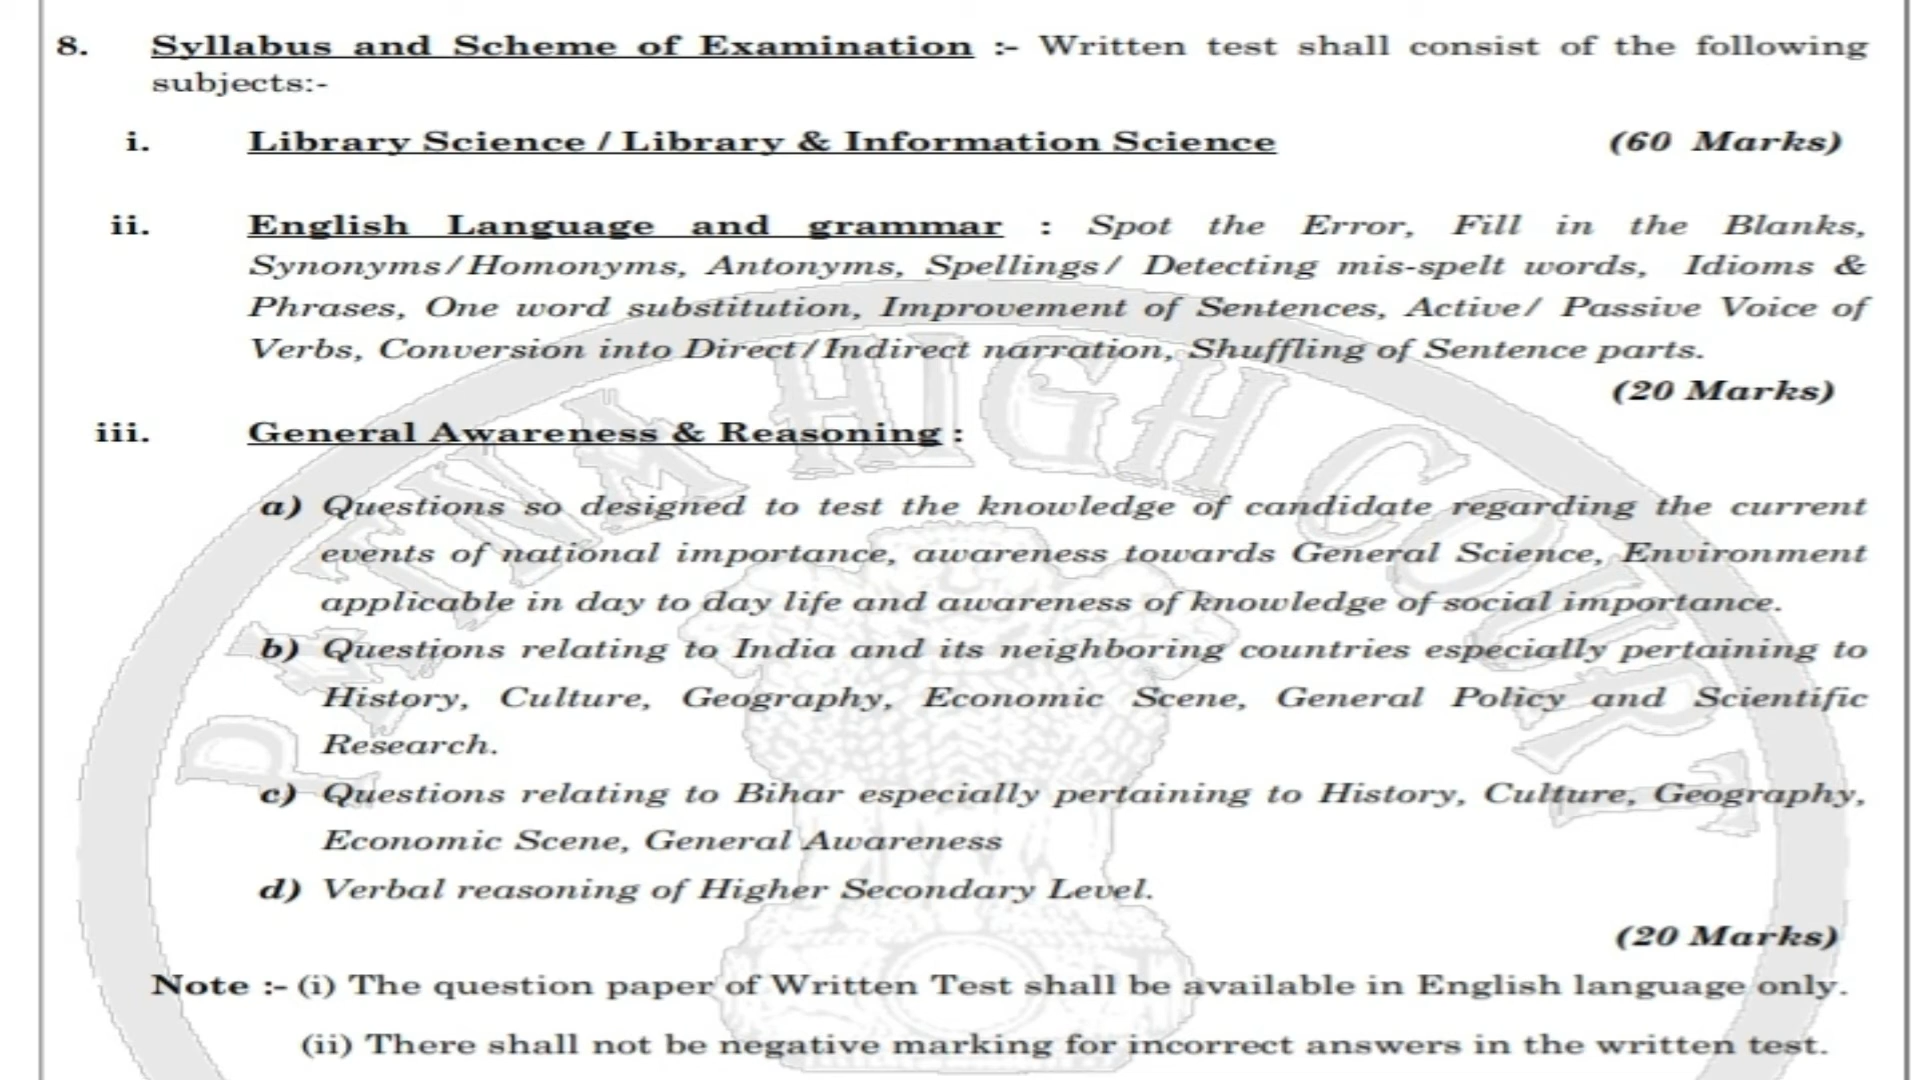 8. Syllabus and Scheme of Examination :- Written test shall consist of the following
subjects:-
i. Library Science / Library & Information Science (60 Marks)
ii. English Language and grammar : Spot the Error, Fill in the Blanks,
Synonyms/Homonyms, Antonyms, Spellings/ Detecting mis-spelt words, Idioms &
Phrases, One word substitution, Improvement of Sentences, Active/ Passive Voice of
Verbs, Conversion into Direct/Indirect narration, Shuffling of Sentence parts.
(20 Marks)
iii. General Awareness & Reasoning :
a) Questions so designed to test the knowledge of candidate regarding the current
events of national importance, awareness towards General Science, Environment
applicable in day to day life and awareness of knowledge of social importance.
b) Questions relating to India and its neighboring countries especially pertaining to
History, Culture, Geography, Economic Scene, General Policy and Scientific
Research.
c) Questions relating to Bihar especially pertaining to History, Culture, Geography,
Economic Scene, General Awareness
d) Verbal reasoning of Higher Secondary Level.
(20 Marks)
Note :- (i) The question paper of Written Test shall be available in English language only.
(ii) There shall not be negative marking for incorrect answers in the written test.
PATNA HIGH COURT